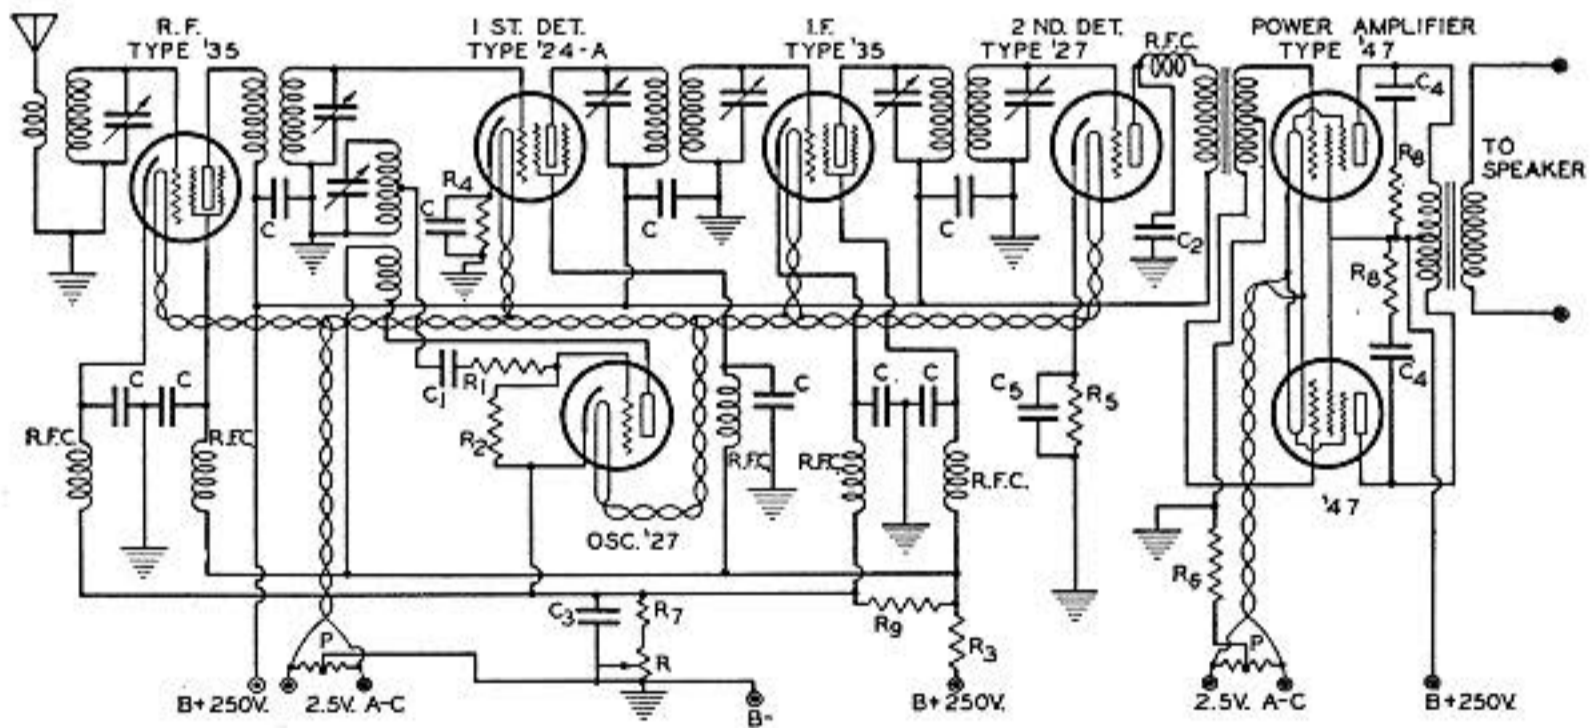 R.F.
TYPE '35
1 ST. DET.
TYPE '24-A
I.F.
TYPE '35
2 ND. DET.
TYPE '27
R.F.C.
POWER AMPLIFIER
TYPE '47
C4
R8
TO
SPEAKER
C
R4
C
C
C
C2
R8
C4
C
C
R.F.C.
R.F.C
C1
R1
R2
C
R.F.C.
OSC. '27
C
C
R.F.C.
R.F.C.
C5
R5
'47
R6
C3
R7
R
R9
R3
P
P
B+250V.
2.5V. A-C
B-
B+250V.
2.5V. A-C
B+250V.